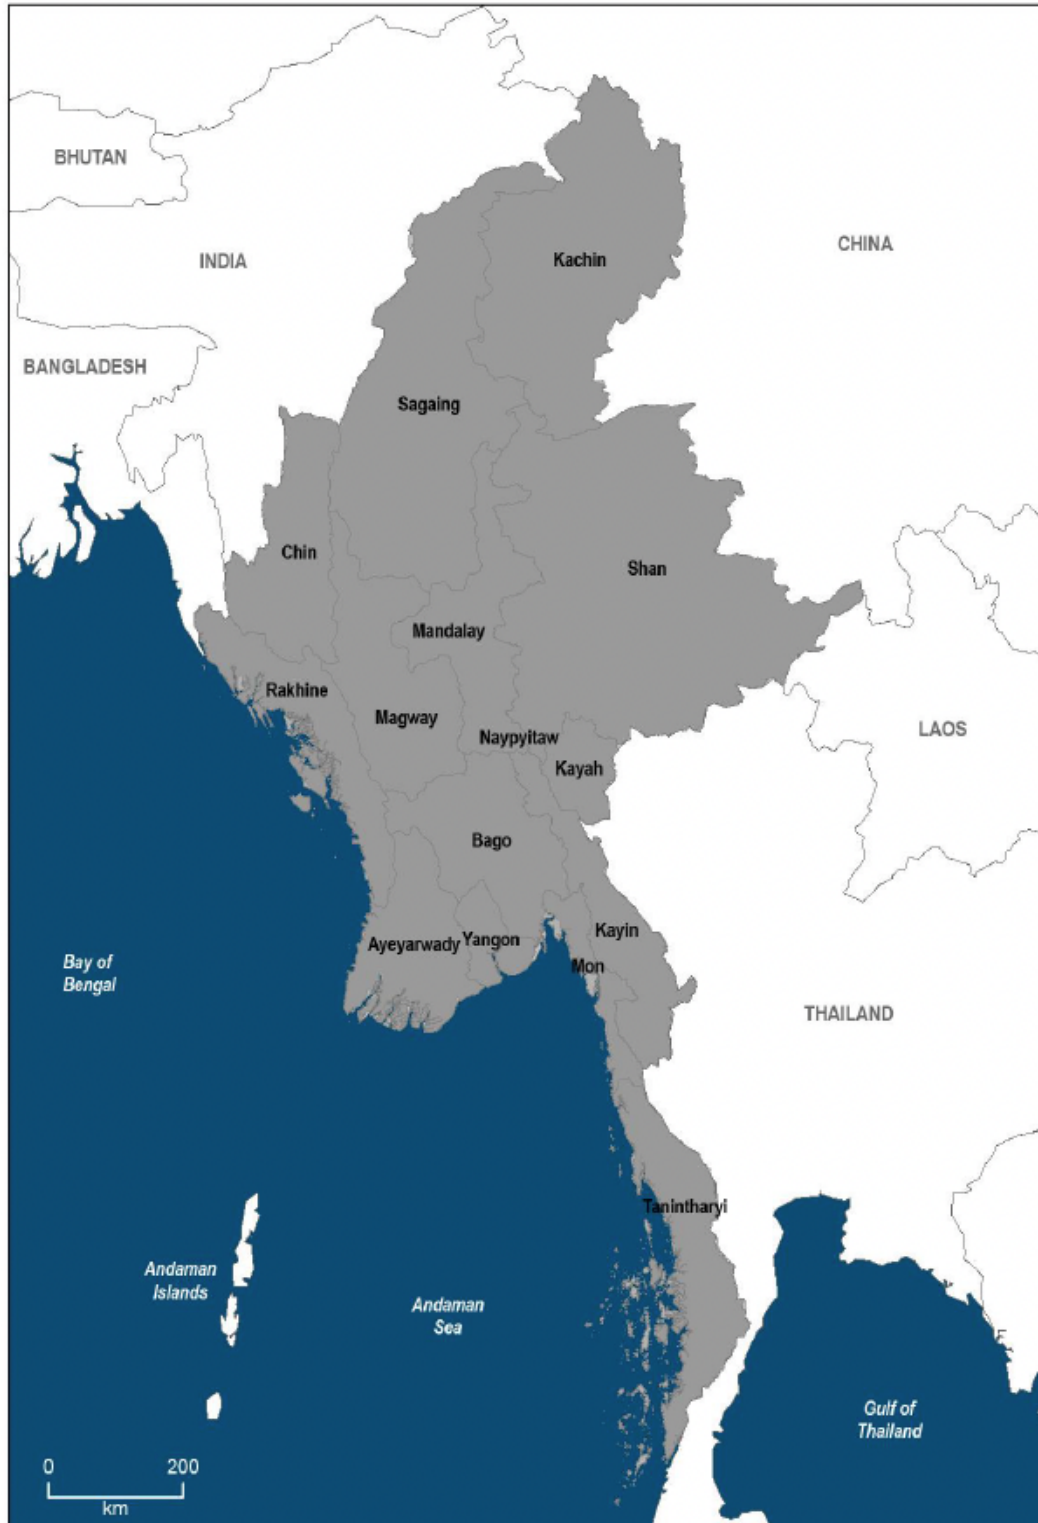 BHUTAN
CHINA
INDIA
Kachin
BANGLADESH
Sagaing
Chin
Shan
Mandalay
Rakhine
Magway
Naypyitaw
LAOS
Kayah
Bago
Kayin
Ayeyarwady
Yangon
Mon
Bay of
Bengal
THAILAND
Tanintharyi
Andaman
Islands
Andaman
Sea
Gulf of
Thailand
0 200
km